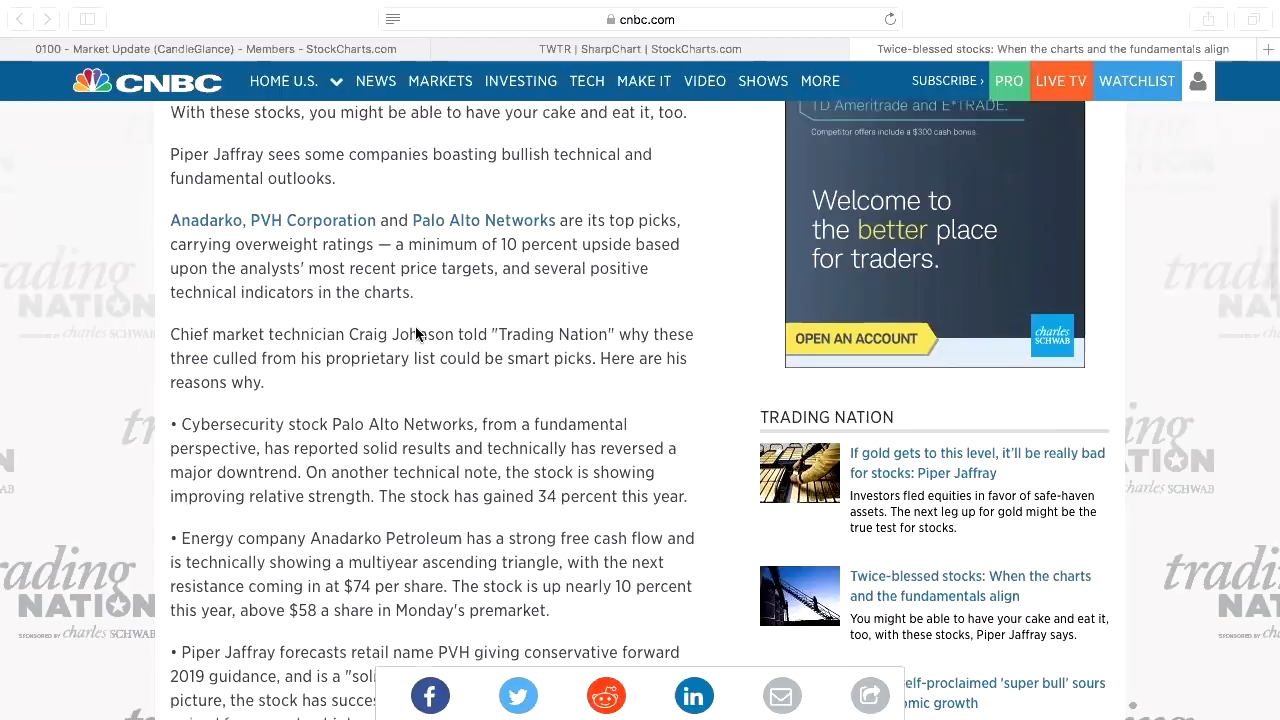 cnbc.com
0100 - Market Update (CandleGlance) - Members - StockCharts.com
TWTR | SharpChart | StockCharts.com
Twice-blessed stocks: When the charts and the fundamentals align
CNBC
HOME U.S.
NEWS
MARKETS
INVESTING
TECH
MAKE IT
VIDEO
SHOWS
MORE
SUBSCRIBE ›
PRO
LIVE TV
WATCHLIST
With these stocks, you might be able to have your cake and eat it, too.
Piper Jaffray sees some companies boasting bullish technical and
fundamental outlooks.
Anadarko, PVH Corporation and Palo Alto Networks are its top picks,
carrying overweight ratings — a minimum of 10 percent upside based
upon the analysts' most recent price targets, and several positive
technical indicators in the charts.
Chief market technician Craig Johnson told "Trading Nation" why these
three culled from his proprietary list could be smart picks. Here are his
reasons why.
• Cybersecurity stock Palo Alto Networks, from a fundamental
perspective, has reported solid results and technically has reversed a
major downtrend. On another technical note, the stock is showing
improving relative strength. The stock has gained 34 percent this year.
• Energy company Anadarko Petroleum has a strong free cash flow and
is technically showing a multiyear ascending triangle, with the next
resistance coming in at $74 per share. The stock is up nearly 10 percent
this year, above $58 a share in Monday's premarket.
• Piper Jaffray forecasts retail name PVH giving conservative forward
2019 guidance, and is a "soli
picture, the stock has succes
TD Ameritrade and E*TRADE.
Competitor offers include a $300 cash bonus.
Welcome to
the better place
for traders.
OPEN AN ACCOUNT
charles
SCHWAB
TRADING NATION
If gold gets to this level, it'll be really bad
for stocks: Piper Jaffray
Investors fled equities in favor of safe-haven
assets. The next leg up for gold might be the
true test for stocks.
Twice-blessed stocks: When the charts
and the fundamentals align
You might be able to have your cake and eat it,
too, with these stocks, Piper Jaffray says.
elf-proclaimed 'super bull' sours
omic growth
trading
NATION
SPONSORED BY charles SCHWAB